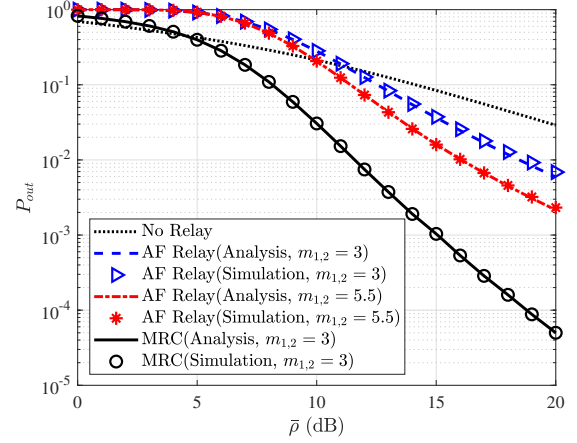 10^0
10^-1
10^-2
10^-3
10^-4
10^-5
P_out
No Relay
AF Relay(Analysis, m_1,2 = 3)
AF Relay(Simulation, m_1,2 = 3)
AF Relay(Analysis, m_1,2 = 5.5)
AF Relay(Simulation, m_1,2 = 5.5)
MRC(Analysis, m_1,2 = 3)
MRC(Simulation, m_1,2 = 3)
0 5 10 15 20
ρ̄ (dB)